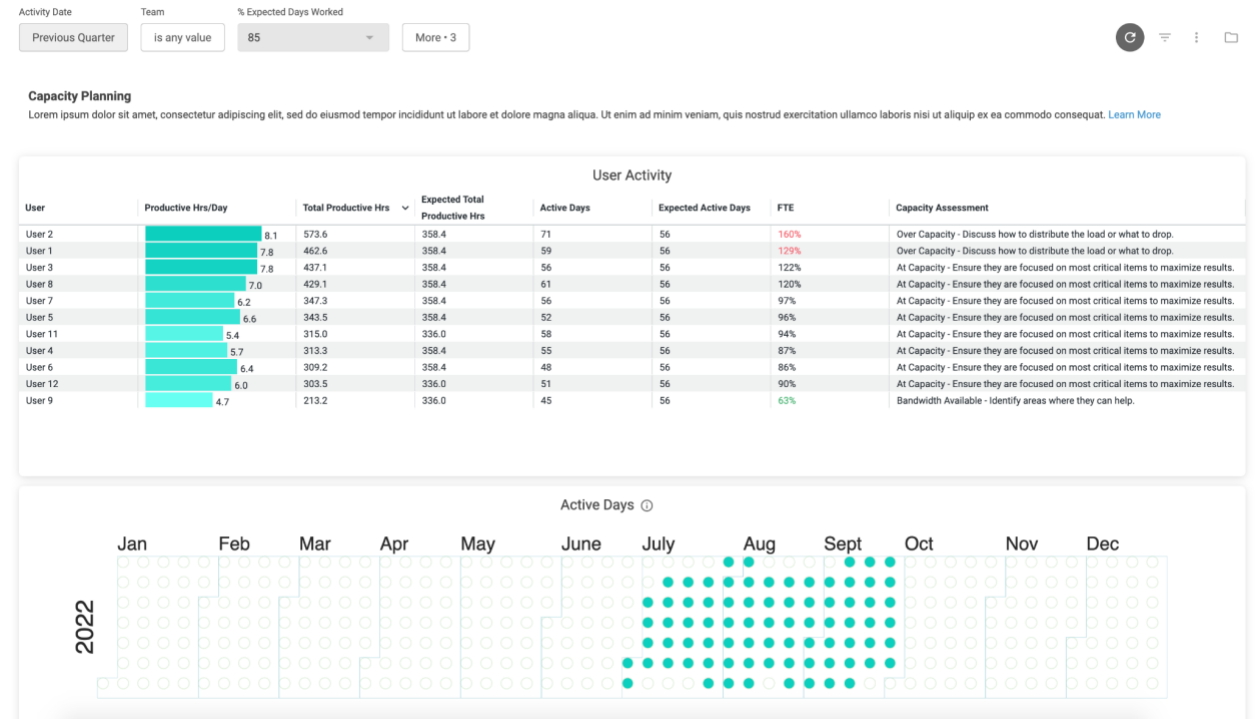 Activity Date Team % Expected Days Worked
Previous Quarter is any value 85 More • 3
Capacity Planning
Lorem ipsum dolor sit amet, consectetur adipiscing elit, sed do eiusmod tempor incididunt ut labore et dolore magna aliqua. Ut enim ad minim veniam, quis nostrud exercitation ullamco laboris nisi ut aliquip ex ea commodo consequat. Learn More
User Activity
User Productive Hrs/Day Total Productive Hrs Expected Total Productive Hrs Active Days Expected Active Days FTE Capacity Assessment
User 2 8.1 573.6 358.4 71 56 160% Over Capacity - Discuss how to distribute the load or what to drop.
User 1 7.8 462.6 358.4 59 56 129% Over Capacity - Discuss how to distribute the load or what to drop.
User 3 7.8 437.1 358.4 56 56 122% At Capacity - Ensure they are focused on most critical items to maximize results.
User 8 7.0 429.1 358.4 61 56 120% At Capacity - Ensure they are focused on most critical items to maximize results.
User 7 6.2 347.3 358.4 56 56 97% At Capacity - Ensure they are focused on most critical items to maximize results.
User 5 6.6 343.5 358.4 52 56 96% At Capacity - Ensure they are focused on most critical items to maximize results.
User 11 5.4 315.0 336.0 58 56 94% At Capacity - Ensure they are focused on most critical items to maximize results.
User 4 5.7 313.3 358.4 55 56 87% At Capacity - Ensure they are focused on most critical items to maximize results.
User 6 6.4 309.2 358.4 48 56 86% At Capacity - Ensure they are focused on most critical items to maximize results.
User 12 6.0 303.5 336.0 51 56 90% At Capacity - Ensure they are focused on most critical items to maximize results.
User 9 4.7 213.2 336.0 45 56 63% Bandwidth Available - Identify areas where they can help.
Active Days
Jan Feb Mar Apr May June July Aug Sept Oct Nov Dec
2022